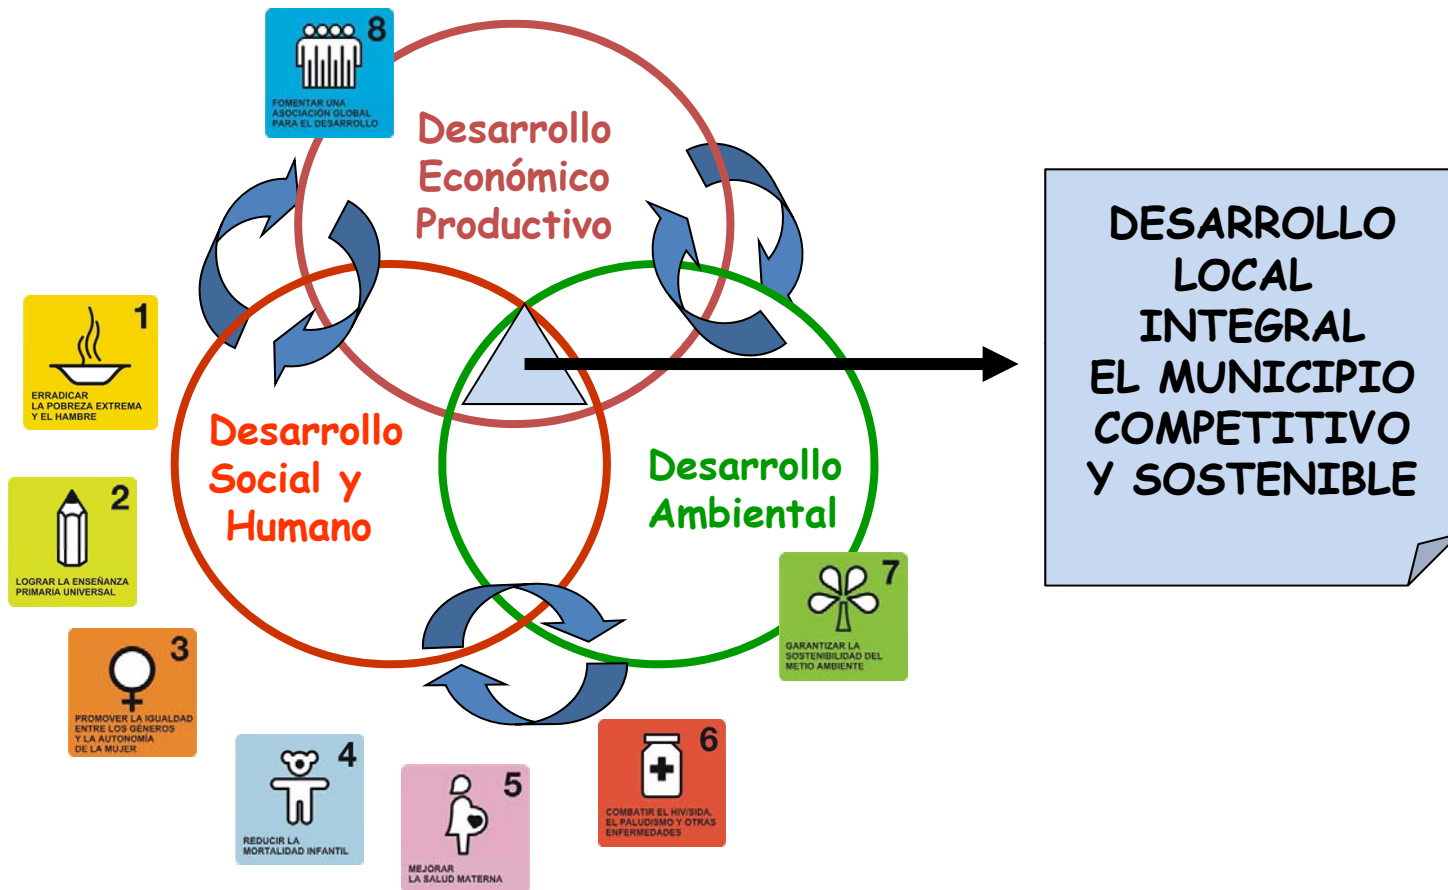 8
FOMENTAR UNA
ASOCIACIÓN GLOBAL
PARA EL DESARROLLO
Desarrollo
Económico
Productivo
DESARROLLO
LOCAL
INTEGRAL
EL MUNICIPIO
COMPETITIVO
Y SOSTENIBLE
1
ERRADICAR
LA POBREZA EXTREMA
Y EL HAMBRE
Desarrollo
Social y
Humano
Desarrollo
Ambiental
2
LOGRAR LA ENSEÑANZA
PRIMARIA UNIVERSAL
7
GARANTIZAR LA
SOSTENIBILIDAD DEL
METIO AMBIENTE
3
PROMOVER LA IGUALDAD
ENTRE LOS GÉNEROS
Y LA AUTONOMÍA
DE LA MUJER
4
REDUCIR LA
MORTALIDAD INFANTIL
5
MEJORAR
LA SALUD MATERNA
6
COMBATIR EL HIV/SIDA,
EL PALUDISMO Y OTRAS
ENFERMEDADES